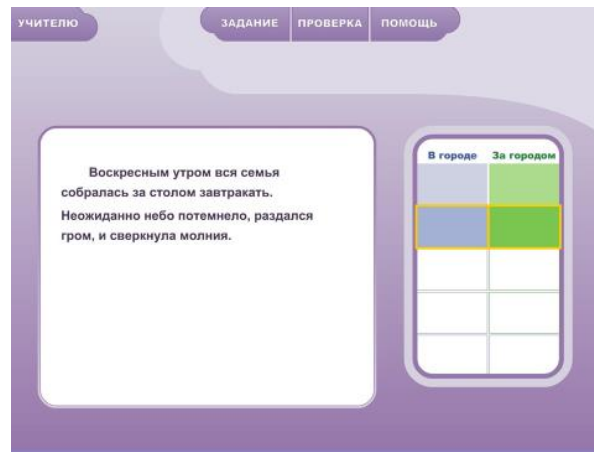 УЧИТЕЛЮ
ЗАДАНИЕ ПРОВЕРКА ПОМОЩЬ
В городе За городом
Воскресным утром вся семья
собралась за столом завтракать.
Неожиданно небо потемнело, раздался
гром, и сверкнула молния.